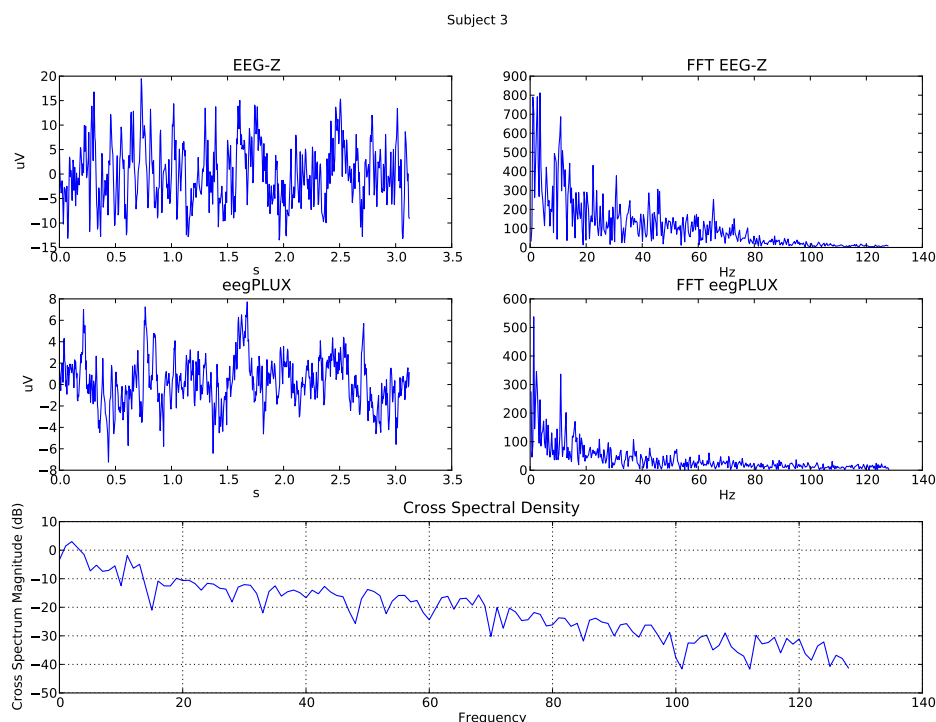 Subject 3
EEG-Z
uV
20
15
10
5
0
−5
−10
−15
0.0 0.5 1.0 1.5 2.0 2.5 3.0 3.5
s
FFT EEG-Z
900
800
700
600
500
400
300
200
100
0
0 20 40 60 80 100 120 140
Hz
eegPLUX
uV
8
6
4
2
0
−2
−4
−6
−8
0.0 0.5 1.0 1.5 2.0 2.5 3.0 3.5
s
FFT eegPLUX
600
500
400
300
200
100
0
0 20 40 60 80 100 120 140
Hz
Cross Spectral Density
Cross Spectrum Magnitude (dB)
10
0
−10
−20
−30
−40
−50
0 20 40 60 80 100 120 140
Frequency